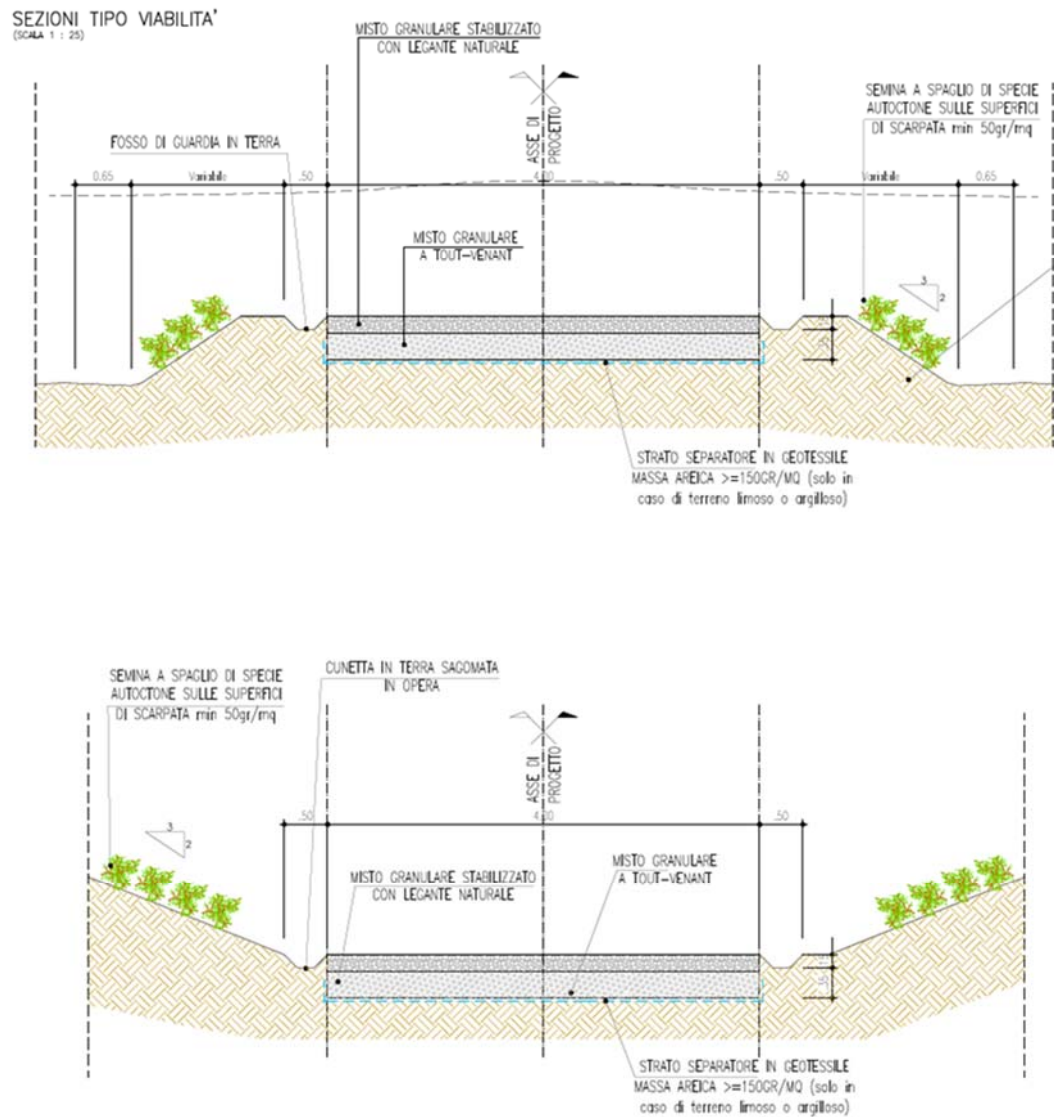 SEZIONI TIPO VIABILITA'
(SCALA 1 : 25)
MISTO GRANULARE STABILIZZATO
CON LEGANTE NATURALE
ASSE DI
PROGETTO
SEMINA A SPAGLIO DI SPECIE
AUTOCTONE SULLE SUPERFICI
DI SCARPATA min 50gr/mq
FOSSO DI GUARDIA IN TERRA
0.65
Variabile
.50
4.00
.50
Variabile
0.65
MISTO GRANULARE
A TOUT-VENANT
3
2
.35
STRATO SEPARATORE IN GEOTESSILE
MASSA AREICA >=150GR/MQ (solo in
caso di terreno limoso o argilloso)
SEMINA A SPAGLIO DI SPECIE
AUTOCTONE SULLE SUPERFICI
DI SCARPATA min 50gr/mq
CUNETTA IN TERRA SAGOMATA
IN OPERA
ASSE DI
PROGETTO
.50
4.00
.50
3
2
MISTO GRANULARE STABILIZZATO
CON LEGANTE NATURALE
MISTO GRANULARE
A TOUT-VENANT
.35
STRATO SEPARATORE IN GEOTESSILE
MASSA AREICA >=150GR/MQ (solo in
caso di terreno limoso o argilloso)